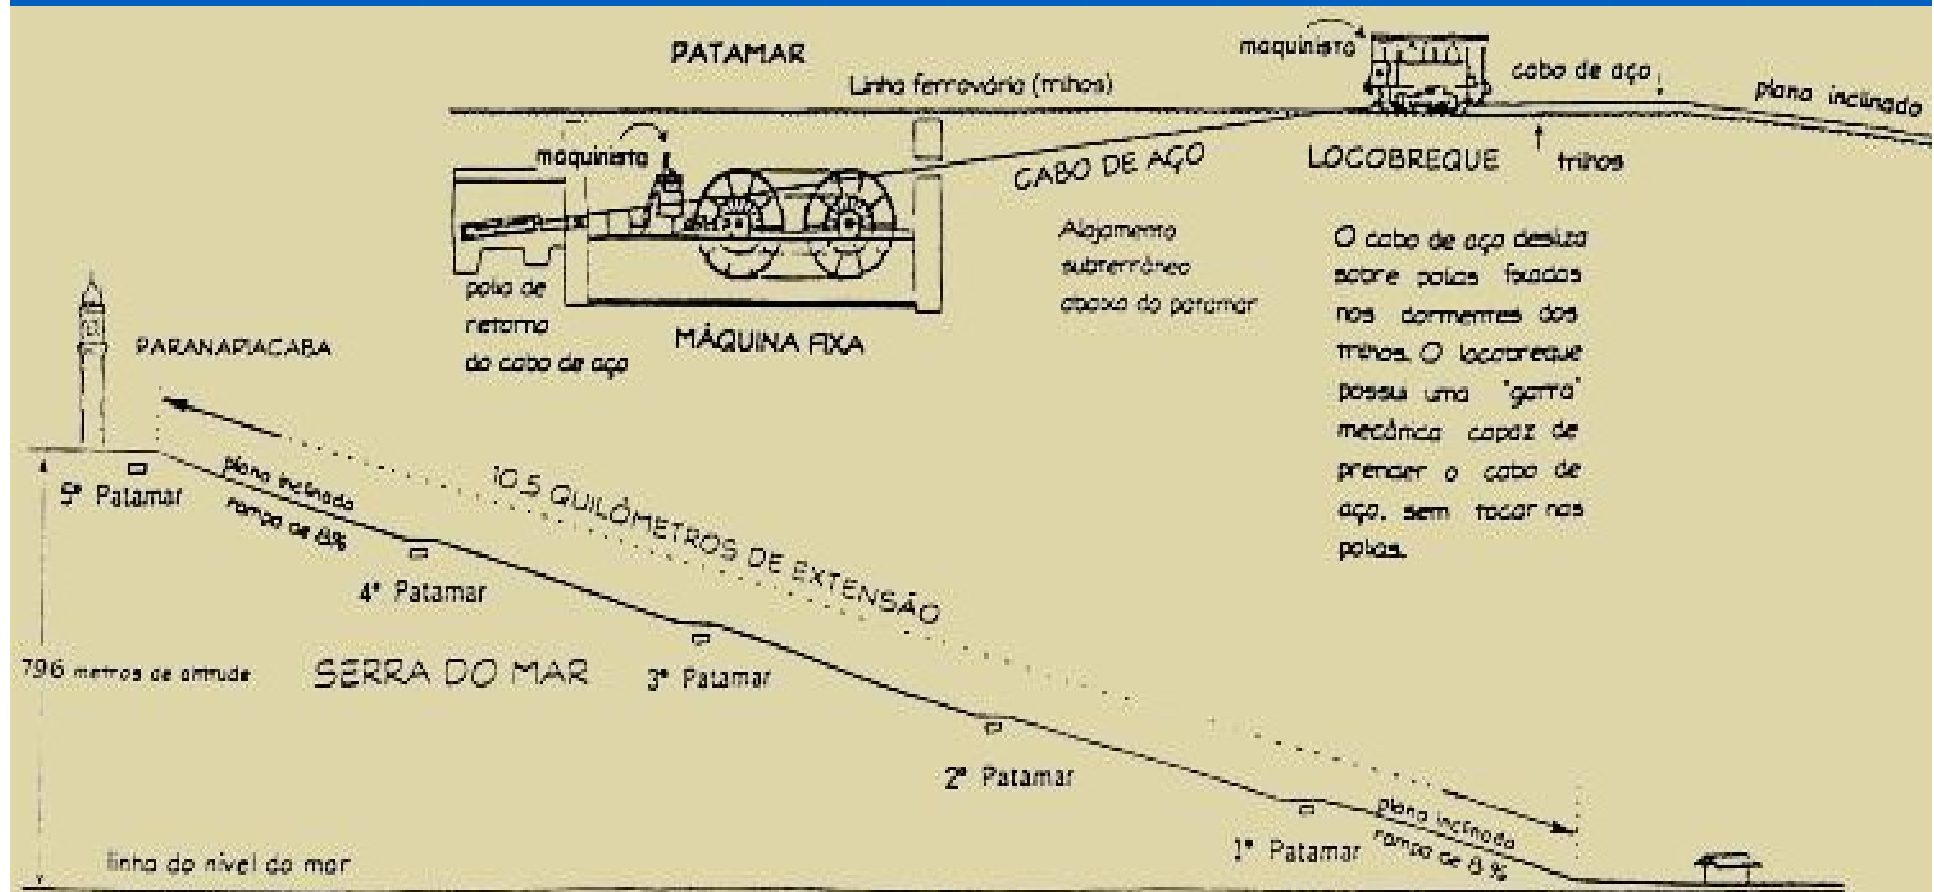 PATAMAR
Linha ferroviária (trilhos)
maquinista
cabo de aço
plano inclinado
maquinista
CABO DE AÇO
LOCOBREQUE
trilhos
MÁQUINA FIXA
polia de
retorno
do cabo de aço
Alojamento
subterrâneo
abaixo do patamar
O cabo de aço desliza
sobre polias fixadas
nos dormentes dos
trilhos. O locobreque
possui uma "garra"
mecânica capaz de
prender o cabo de
aço, sem tocar nas
polias.
PARANAPIACABA
5º Patamar
plano inclinado
rampa de 8%
10.5 QUILÔMETROS DE EXTENSÃO
4º Patamar
796 metros de altitude
SERRA DO MAR
3º Patamar
2º Patamar
1º Patamar
plano inclinado
rampa de 8%
linha do nível do mar